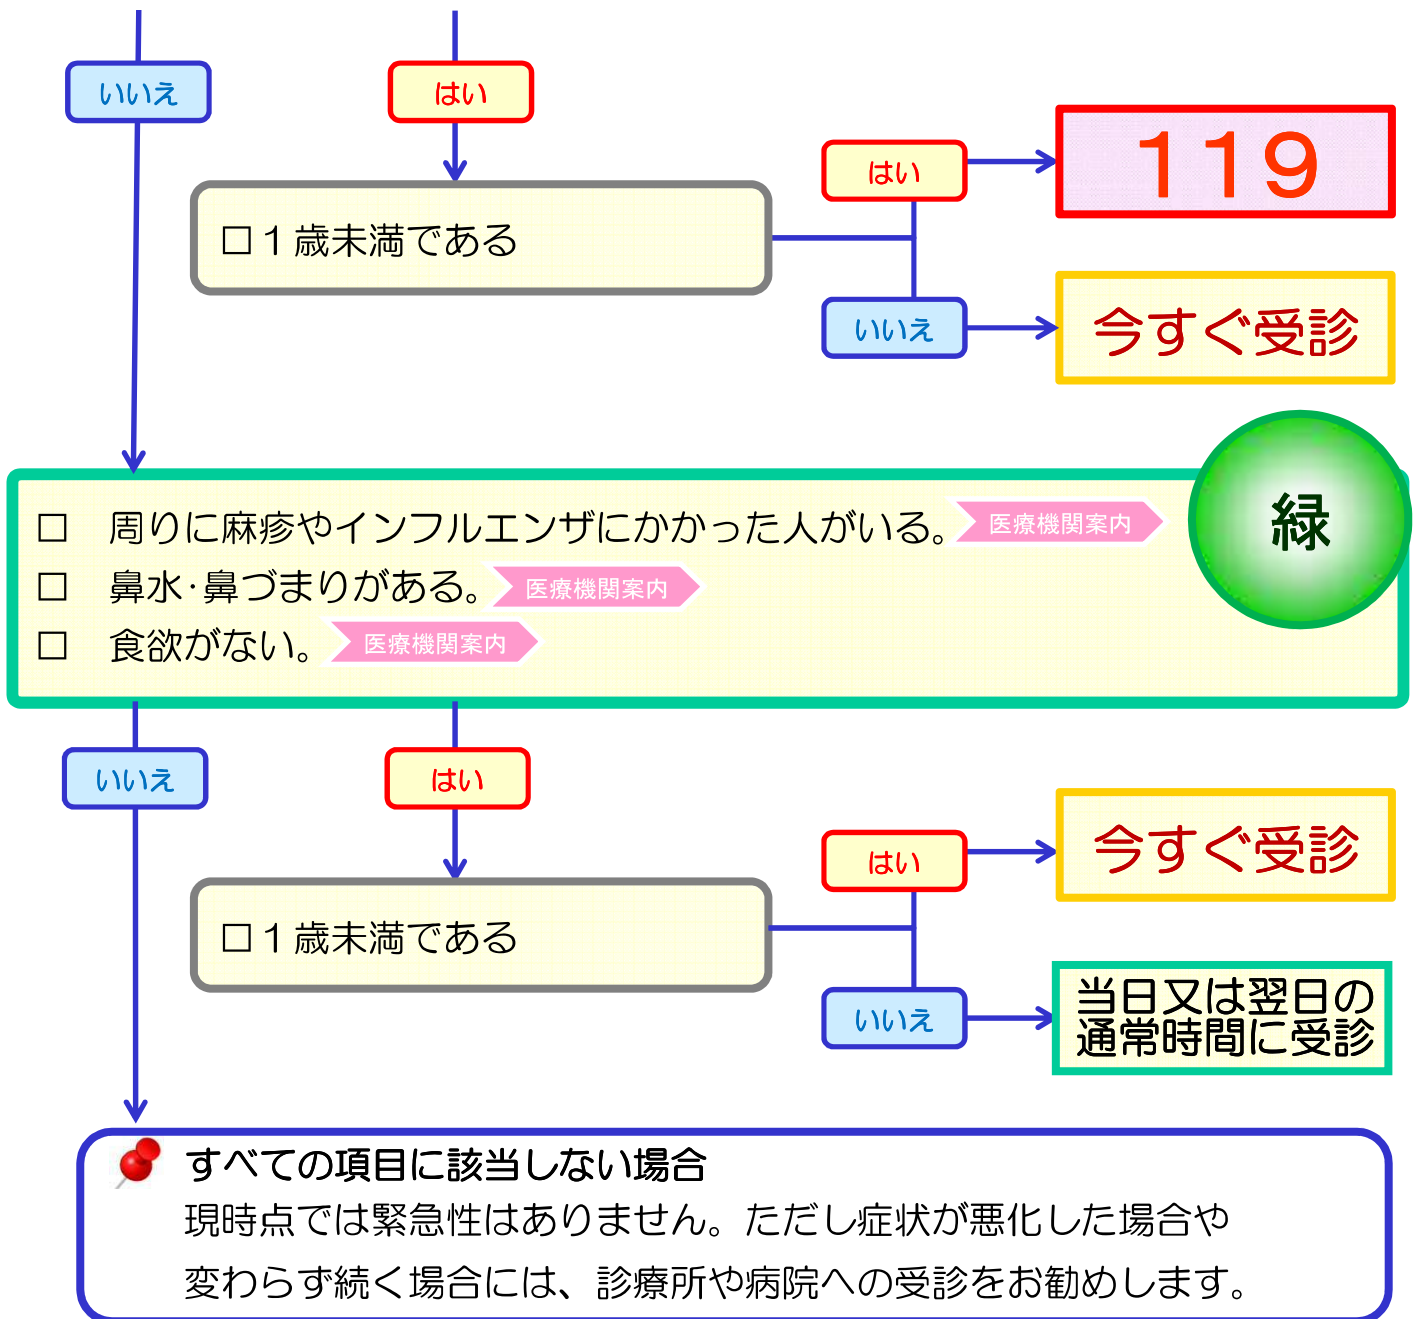 いいえ
はい
はい
119
□1歳未満である
いいえ
今すぐ受診
緑
□ 周りに麻疹やインフルエンザにかかった人がいる。 医療機関案内
□ 鼻水・鼻づまりがある。 医療機関案内
□ 食欲がない。 医療機関案内
いいえ
はい
はい
今すぐ受診
□1歳未満である
いいえ
当日又は翌日の
通常時間に受診
すべての項目に該当しない場合
現時点では緊急性はありません。ただし症状が悪化した場合や
変わらず続く場合には、診療所や病院への受診をお勧めします。